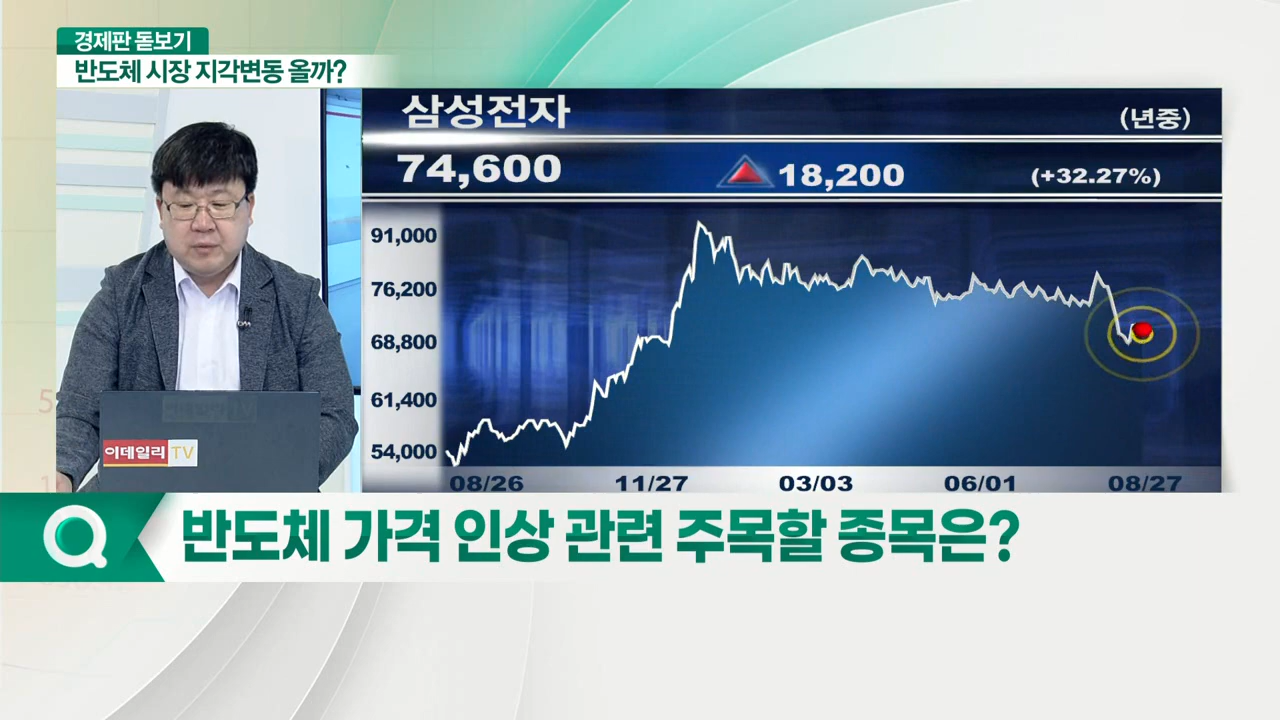 경제판 돋보기
반도체 시장 지각변동 올까?
삼성전자
(년중)
74,600
18,200
(+32.27%)
91,000
76,200
68,800
61,400
54,000
08/26
11/27
03/03
06/01
08/27
이데일리 TV
반도체 가격 인상 관련 주목할 종목은?